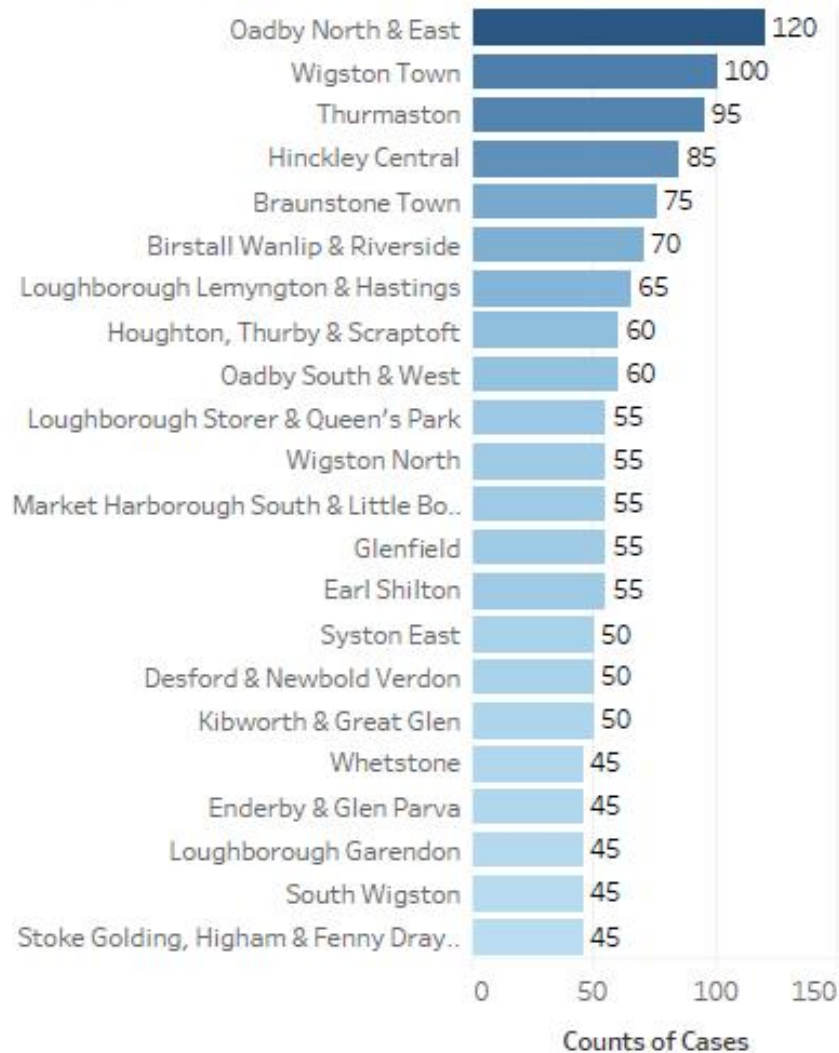 Oadby North & East 120
Wigston Town 100
Thurmaston 95
Hinckley Central 85
Braunstone Town 75
Birstall Wanlip & Riverside 70
Loughborough Lemyngton & Hastings 65
Houghton, Thurby & Scraptoft 60
Oadby South & West 60
Loughborough Storer & Queen's Park 55
Wigston North 55
Market Harborough South & Little Bo.. 55
Glenfield 55
Earl Shilton 55
Syston East 50
Desford & Newbold Verdon 50
Kibworth & Great Glen 50
Whetstone 45
Enderby & Glen Parva 45
Loughborough Garendon 45
South Wigston 45
Stoke Golding, Higham & Fenny Dray.. 45
0 50 100 150
Counts of Cases